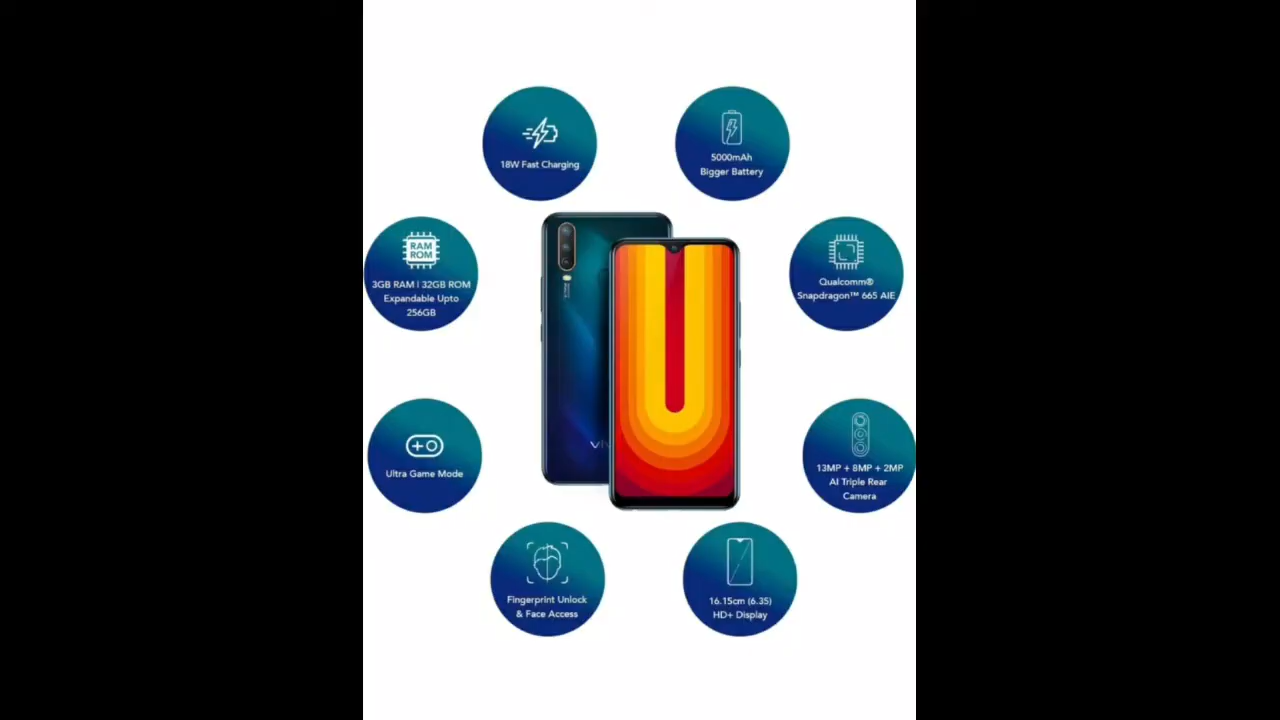 18W Fast Charging
5000mAh
Bigger Battery
RAM
ROM
3GB RAM | 32GB ROM
Expandable Upto
256GB
Qualcomm®
Snapdragon™ 665 AIE
Ultra Game Mode
13MP + 8MP + 2MP
AI Triple Rear
Camera
Fingerprint Unlock
& Face Access
16.15cm (6.35)
HD+ Display